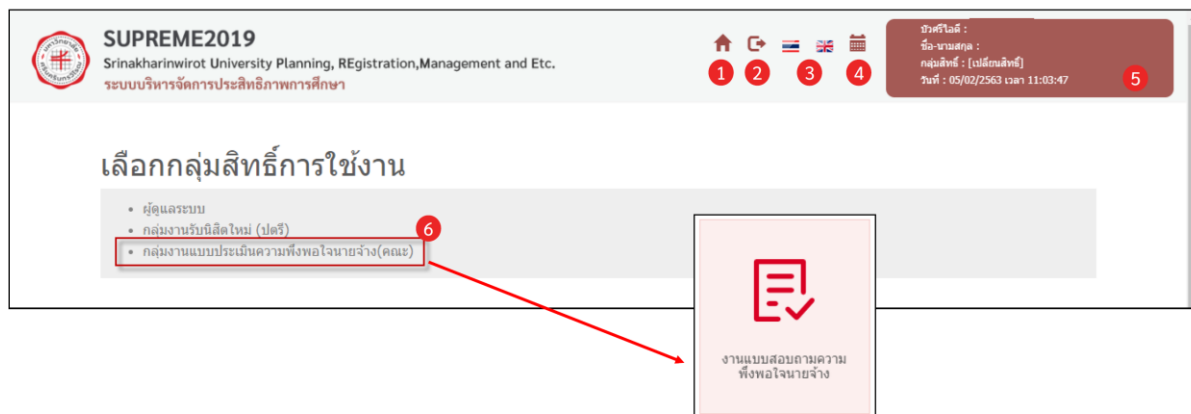 SUPREME2019
Srinakharinwirot University Planning, REgistration,Management and Etc.
ระบบบริหารจัดการประสิทธิภาพการศึกษา
1 2 3 4
บัวศรีไอดี :
ชื่อ-นามสกุล :
กลุ่มสิทธิ์ : [เปลี่ยนสิทธิ์]
วันที่ : 05/02/2563 เวลา 11:03:47
5
เลือกกลุ่มสิทธิ์การใช้งาน
• ผู้ดูแลระบบ
• กลุ่มงานรับนิสิตใหม่ (ปตรี)
6
• กลุ่มงานแบบประเมินความพึงพอใจนายจ้าง(คณะ)
งานแบบสอบถามความ
พึงพอใจนายจ้าง